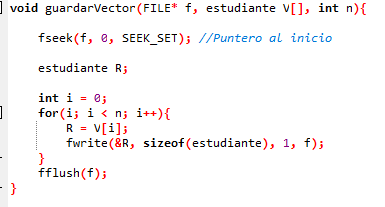 void guardarVector(FILE* f, estudiante V[], int n){
fseek(f, 0, SEEK_SET); //Puntero al inicio
estudiante R;
int i = 0;
for(i; i < n; i++){
R = V[i];
fwrite(&R, sizeof(estudiante), 1, f);
}
fflush(f);
}